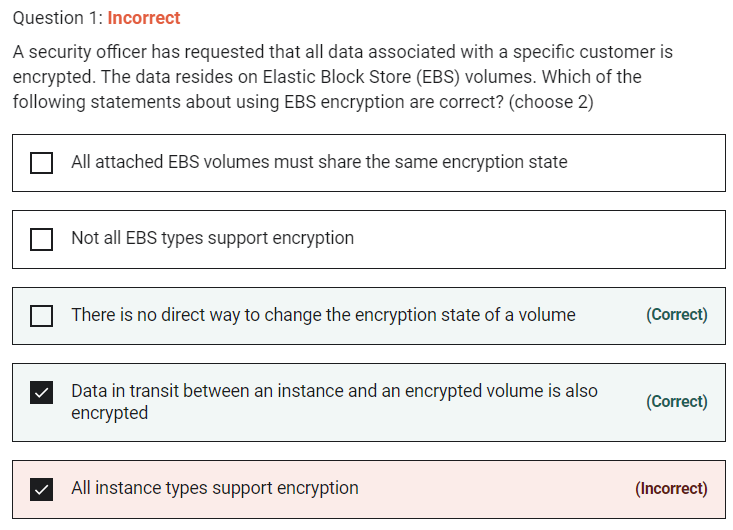 Question 1: Incorrect
A security officer has requested that all data associated with a specific customer is
encrypted. The data resides on Elastic Block Store (EBS) volumes. Which of the
following statements about using EBS encryption are correct? (choose 2)
All attached EBS volumes must share the same encryption state
Not all EBS types support encryption
There is no direct way to change the encryption state of a volume (Correct)
Data in transit between an instance and an encrypted volume is also
encrypted (Correct)
All instance types support encryption (Incorrect)